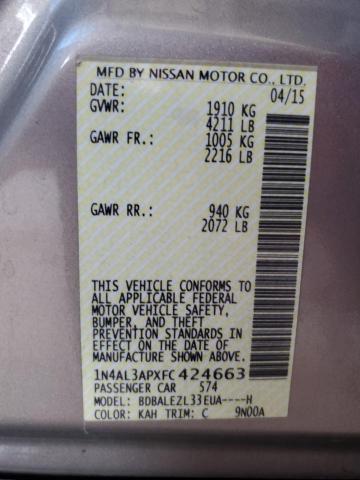 MFD BY NISSAN MOTOR CO., LTD.
DATE: 04/15
GVWR: 1910 KG
4211 LB
GAWR FR.: 1005 KG
2216 LB
GAWR RR.: 940 KG
2072 LB
THIS VEHICLE CONFORMS TO
ALL APPLICABLE FEDERAL
MOTOR VEHICLE SAFETY,
BUMPER, AND THEFT
PREVENTION STANDARDS IN
EFFECT ON THE DATE OF
MANUFACTURE SHOWN ABOVE.
1N4AL3APXFC424663
PASSENGER CAR 574
MODEL: BDBALEZL33EUA----H
COLOR: KAH TRIM: C 9N00A